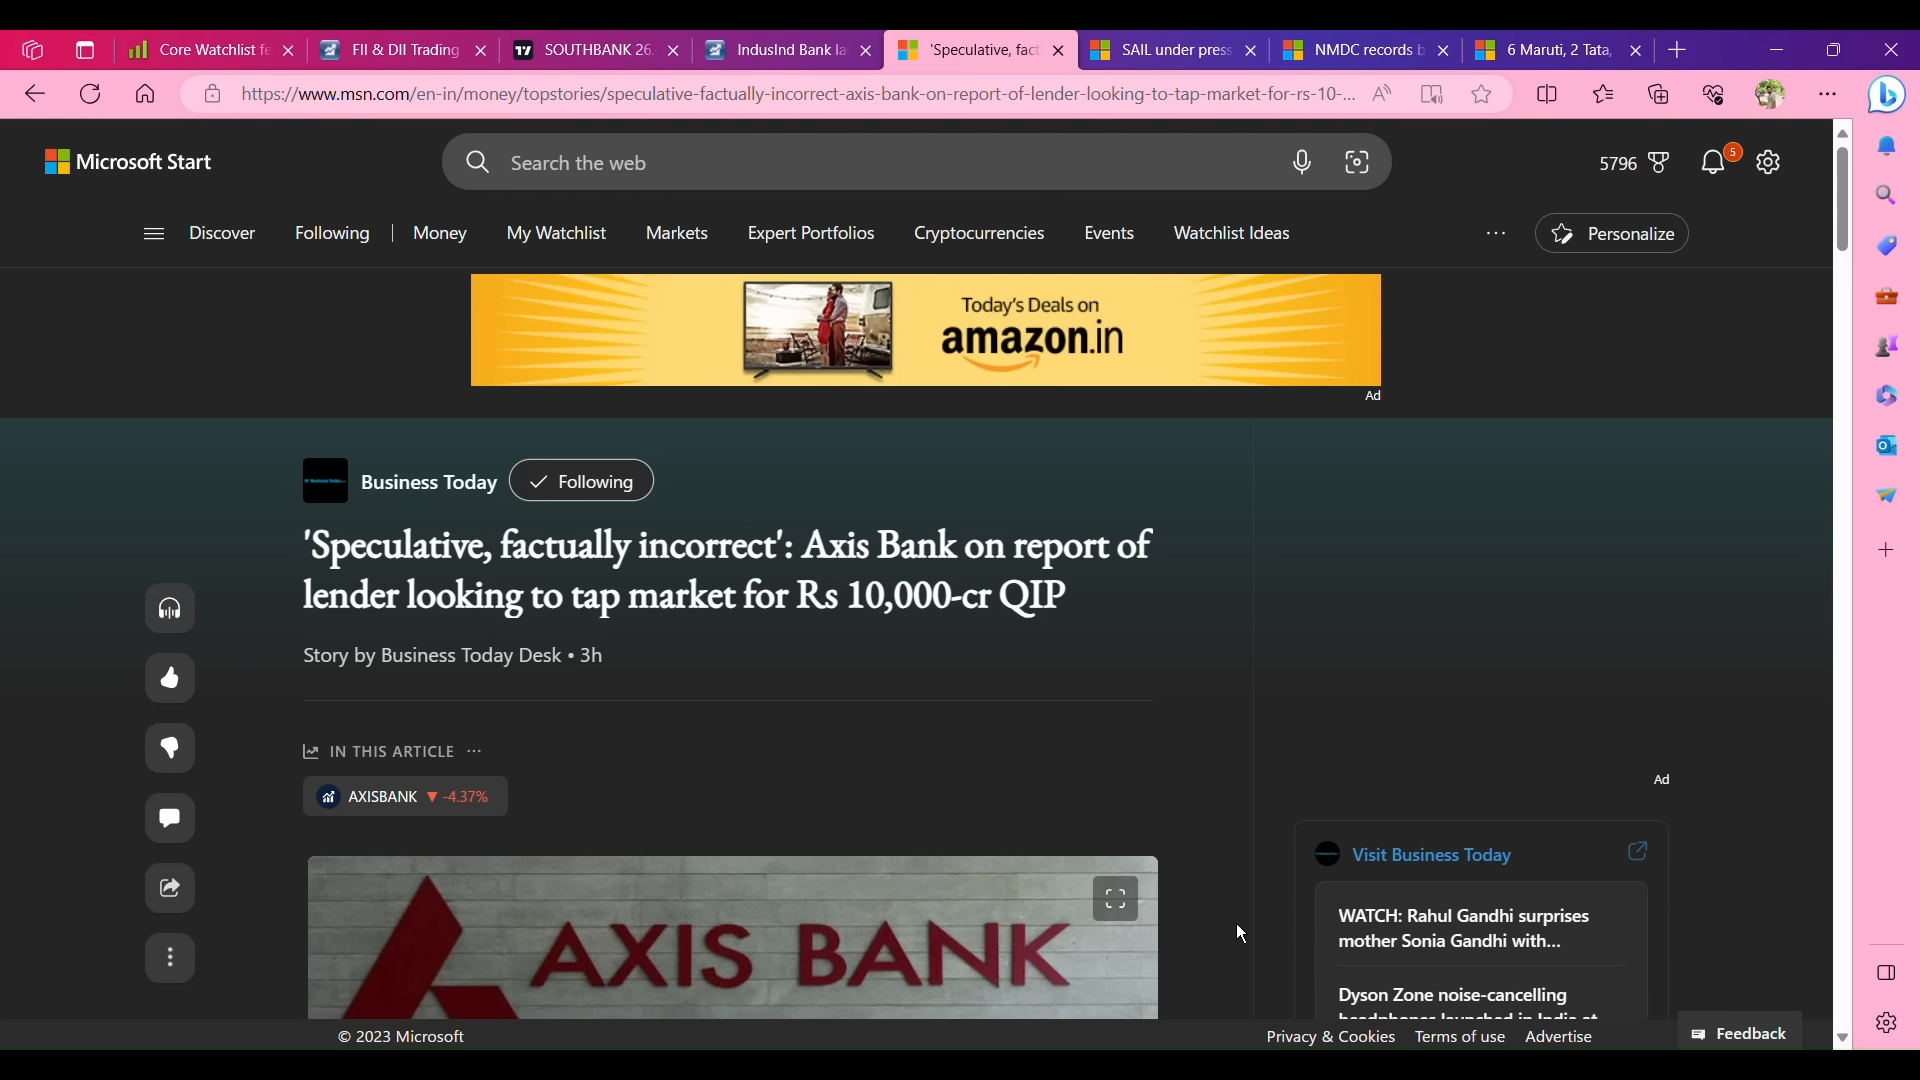 Core Watchlist fe
FII & DII Trading
SOUTHBANK 26.
IndusInd Bank la
'Speculative, fact
SAIL under press
NMDC records b
6 Maruti, 2 Tata,
https://www.msn.com/en-in/money/topstories/speculative-factually-incorrect-axis-bank-on-report-of-lender-looking-to-tap-market-for-rs-10-...
Microsoft Start
Search the web
5796
5
Discover
Following
Money
My Watchlist
Markets
Expert Portfolios
Cryptocurrencies
Events
Watchlist Ideas
Personalize
Today's Deals on
amazon.in
Ad
Business Today
Following
'Speculative, factually incorrect': Axis Bank on report of
lender looking to tap market for Rs 10,000-cr QIP
Story by Business Today Desk • 3h
IN THIS ARTICLE
AXISBANK ▼ -4.37%
AXIS BANK
Ad
Visit Business Today
WATCH: Rahul Gandhi surprises
mother Sonia Gandhi with...
Dyson Zone noise-cancelling
headphones launched in India at
© 2023 Microsoft
Privacy & Cookies
Terms of use
Advertise
Feedback